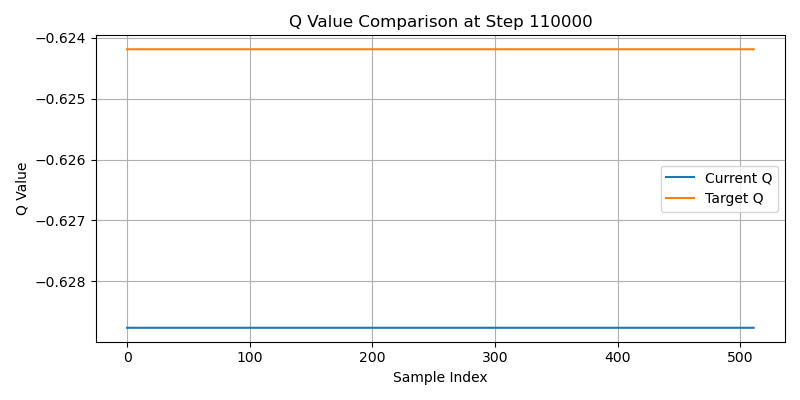 Q Value Comparison at Step 110000
Q Value
−0.624
−0.625
−0.626
−0.627
−0.628
Current Q
Target Q
0
100
200
300
400
500
Sample Index